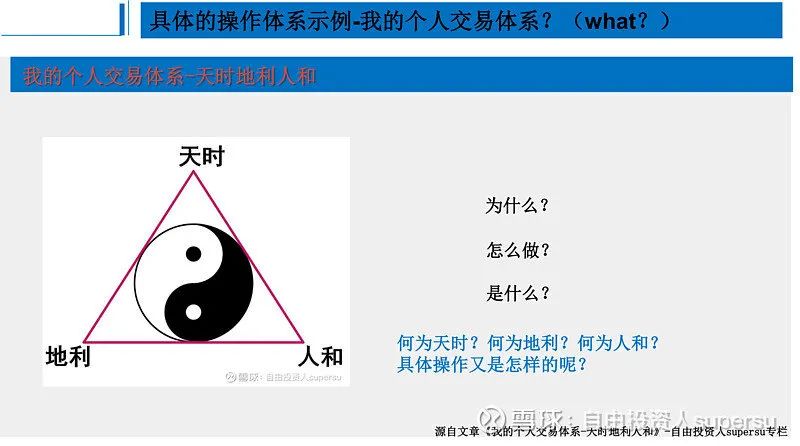 具体的操作体系示例-我的个人交易体系？（what？）
我的个人交易体系-天时地利人和
天时
地利
人和
雪球：自由投资人supersu
为什么？
怎么做？
是什么？
何为天时？何为地利？何为人和？
具体操作又是怎样的呢？
雪球：自由投资人supersu
源自文章《我的个人交易体系-天时地利人和》-自由投资人supersu专栏